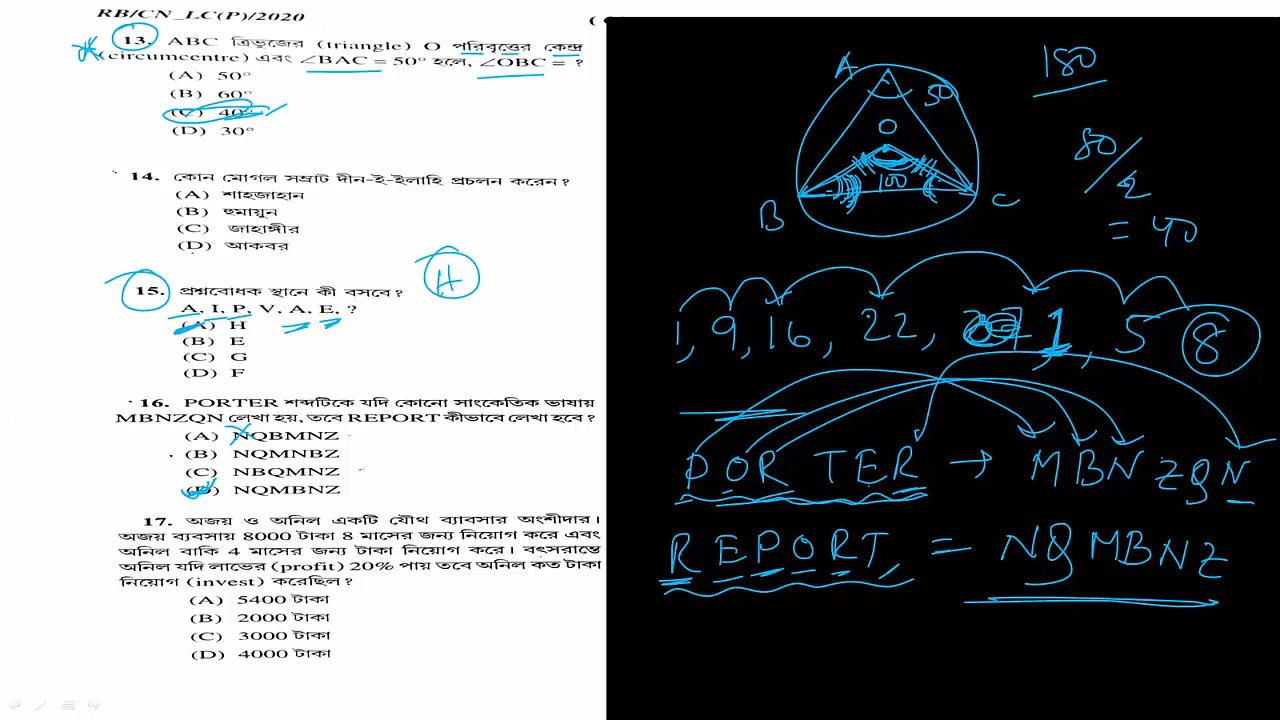 RB/CN_LC(P)/2020
13. ABC ত্রিভুজের (triangle) O পরিবৃত্তের কেন্দ্র
(circumcentre) এবং ∠BAC = 50° হলে, ∠OBC = ?
(A) 50°
(B) 60°
(C) 40°
(D) 30°
14. কোন মোগল সম্রাট দীন-ই-ইলাহি প্রচলন করেন?
(A) শাহজাহান
(B) হুমায়ুন
(C) জাহাঙ্গীর
(D) আকবর
15. প্রশ্নবোধক স্থানে কী বসবে?
A, I, P, V, A, E, ?
(A) H
(B) E
(C) G
(D) F
H
16. PORTER শব্দটিকে যদি কোনো সাংকেতিক ভাষায়
MBNZQN লেখা হয়, তবে REPORT কীভাবে লেখা হবে?
(A) NQBMNZ
(B) NQMNBZ
(C) NBQMNZ
(D) NQMBNZ
17. অজয় ও অনিল একটি যৌথ ব্যাবসার অংশীদার।
অজয় ব্যবসায় 8000 টাকা 8 মাসের জন্য নিয়োগ করে এবং
অনিল বাকি 4 মাসের জন্য টাকা নিয়োগ করে। বৎসরান্তে
অনিল যদি লাভের (profit) 20% পায় তবে অনিল কত টাকা
নিয়োগ (invest) করেছিল?
(A) 5400 টাকা
(B) 2000 টাকা
(C) 3000 টাকা
(D) 4000 টাকা
A
50
O
100
B
C
180
80/2
= 40
1, 9, 16, 22, 1, 5 8
PORTER → MBNZQN
REPORT = NQMBNZ